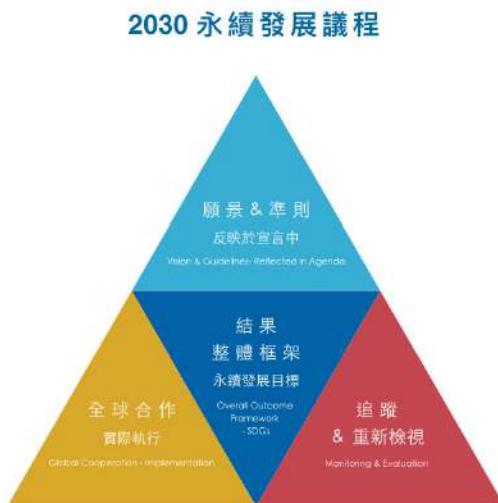 2030 永續發展議程
願景&準則
反映於宣言中
Vision & Guidelines- Reflected in Agenda
結果
整體框架
永續發展目標
Overall Outcome
Framework
- SDGs
全球合作
實際執行
Global Cooperation - Implementation
追蹤
& 重新檢視
Monitoring & Evaluation